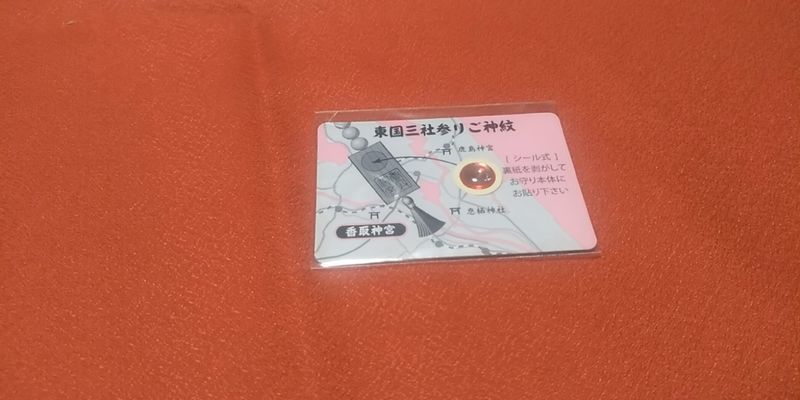 東国三社参りご神紋
鹿島神宮
[ シール式 ]
裏紙を剥がして
お守り本体に
お貼り下さい
息栖神社
香取神宮